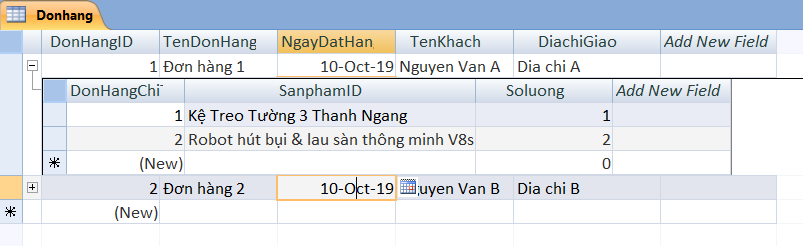 Donhang
DonHangID TenDonHang NgayDatHan TenKhach DiachiGiao Add New Field
1 Đơn hàng 1 10-Oct-19 Nguyen Van A Dia chi A
DonHangChi SanphamID Soluong Add New Field
1 Kệ Treo Tường 3 Thanh Ngang 1
2 Robot hút bụi & lau sàn thông minh V8s 2
(New) 0
2 Đơn hàng 2 10-Oct-19 uyen Van B Dia chi B
(New)